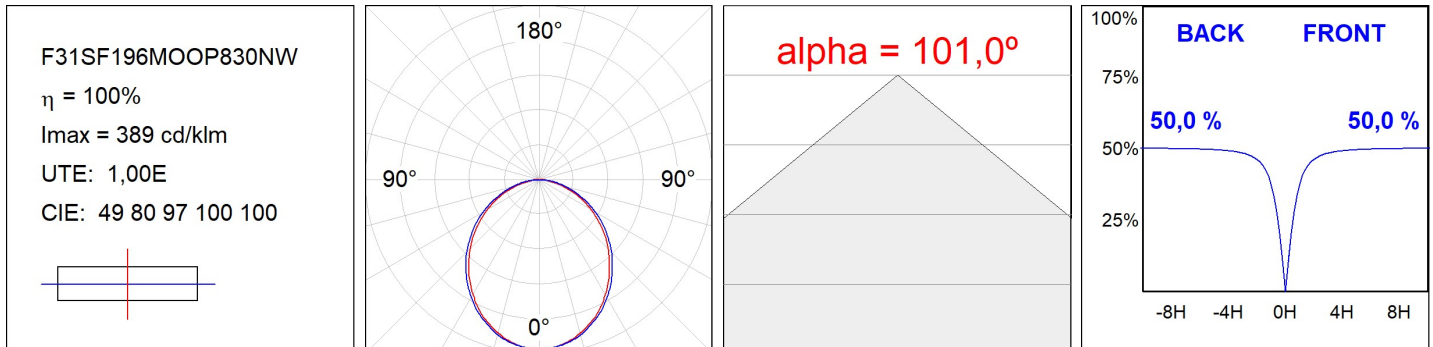 F31SF196MOOP830NW
η = 100%
Imax = 389 cd/klm
UTE: 1,00E
CIE: 49 80 97 100 100
180°
90° 90°
0°
alpha = 101,0º
100%
BACK FRONT
75%
50,0 % 50,0 %
50%
25%
-8H -4H 0H 4H 8H